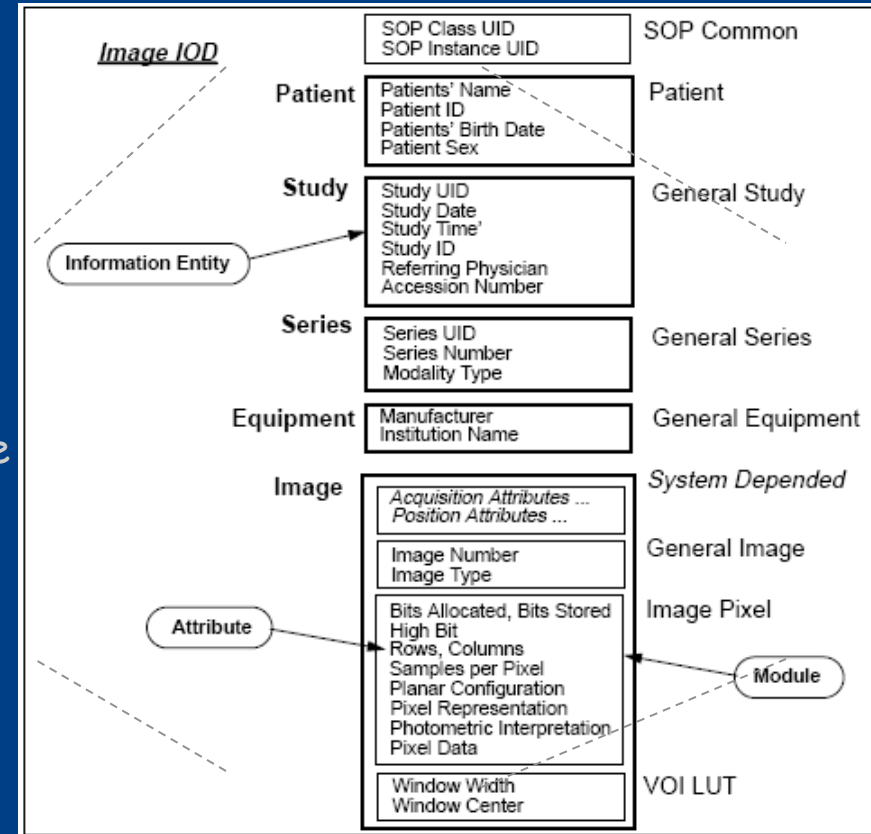 SOP Class UID
SOP Instance UID
SOP Common
Image IOD
Patient
Patients' Name
Patient ID
Patients' Birth Date
Patient Sex
Patient
Study
Study UID
Study Date
Study Time'
Study ID
Referring Physician
Accession Number
General Study
Information Entity
Series
Series UID
Series Number
Modality Type
General Series
Equipment
Manufacturer
Institution Name
General Equipment
e
Image
Acquisition Attributes ...
Position Attributes ...
System Depended
Image Number
Image Type
General Image
Bits Allocated, Bits Stored
High Bit
Rows, Columns
Samples per Pixel
Planar Configuration
Pixel Representation
Photometric Interpretation
Pixel Data
Image Pixel
Attribute
Module
Window Width
Window Center
VOI LUT